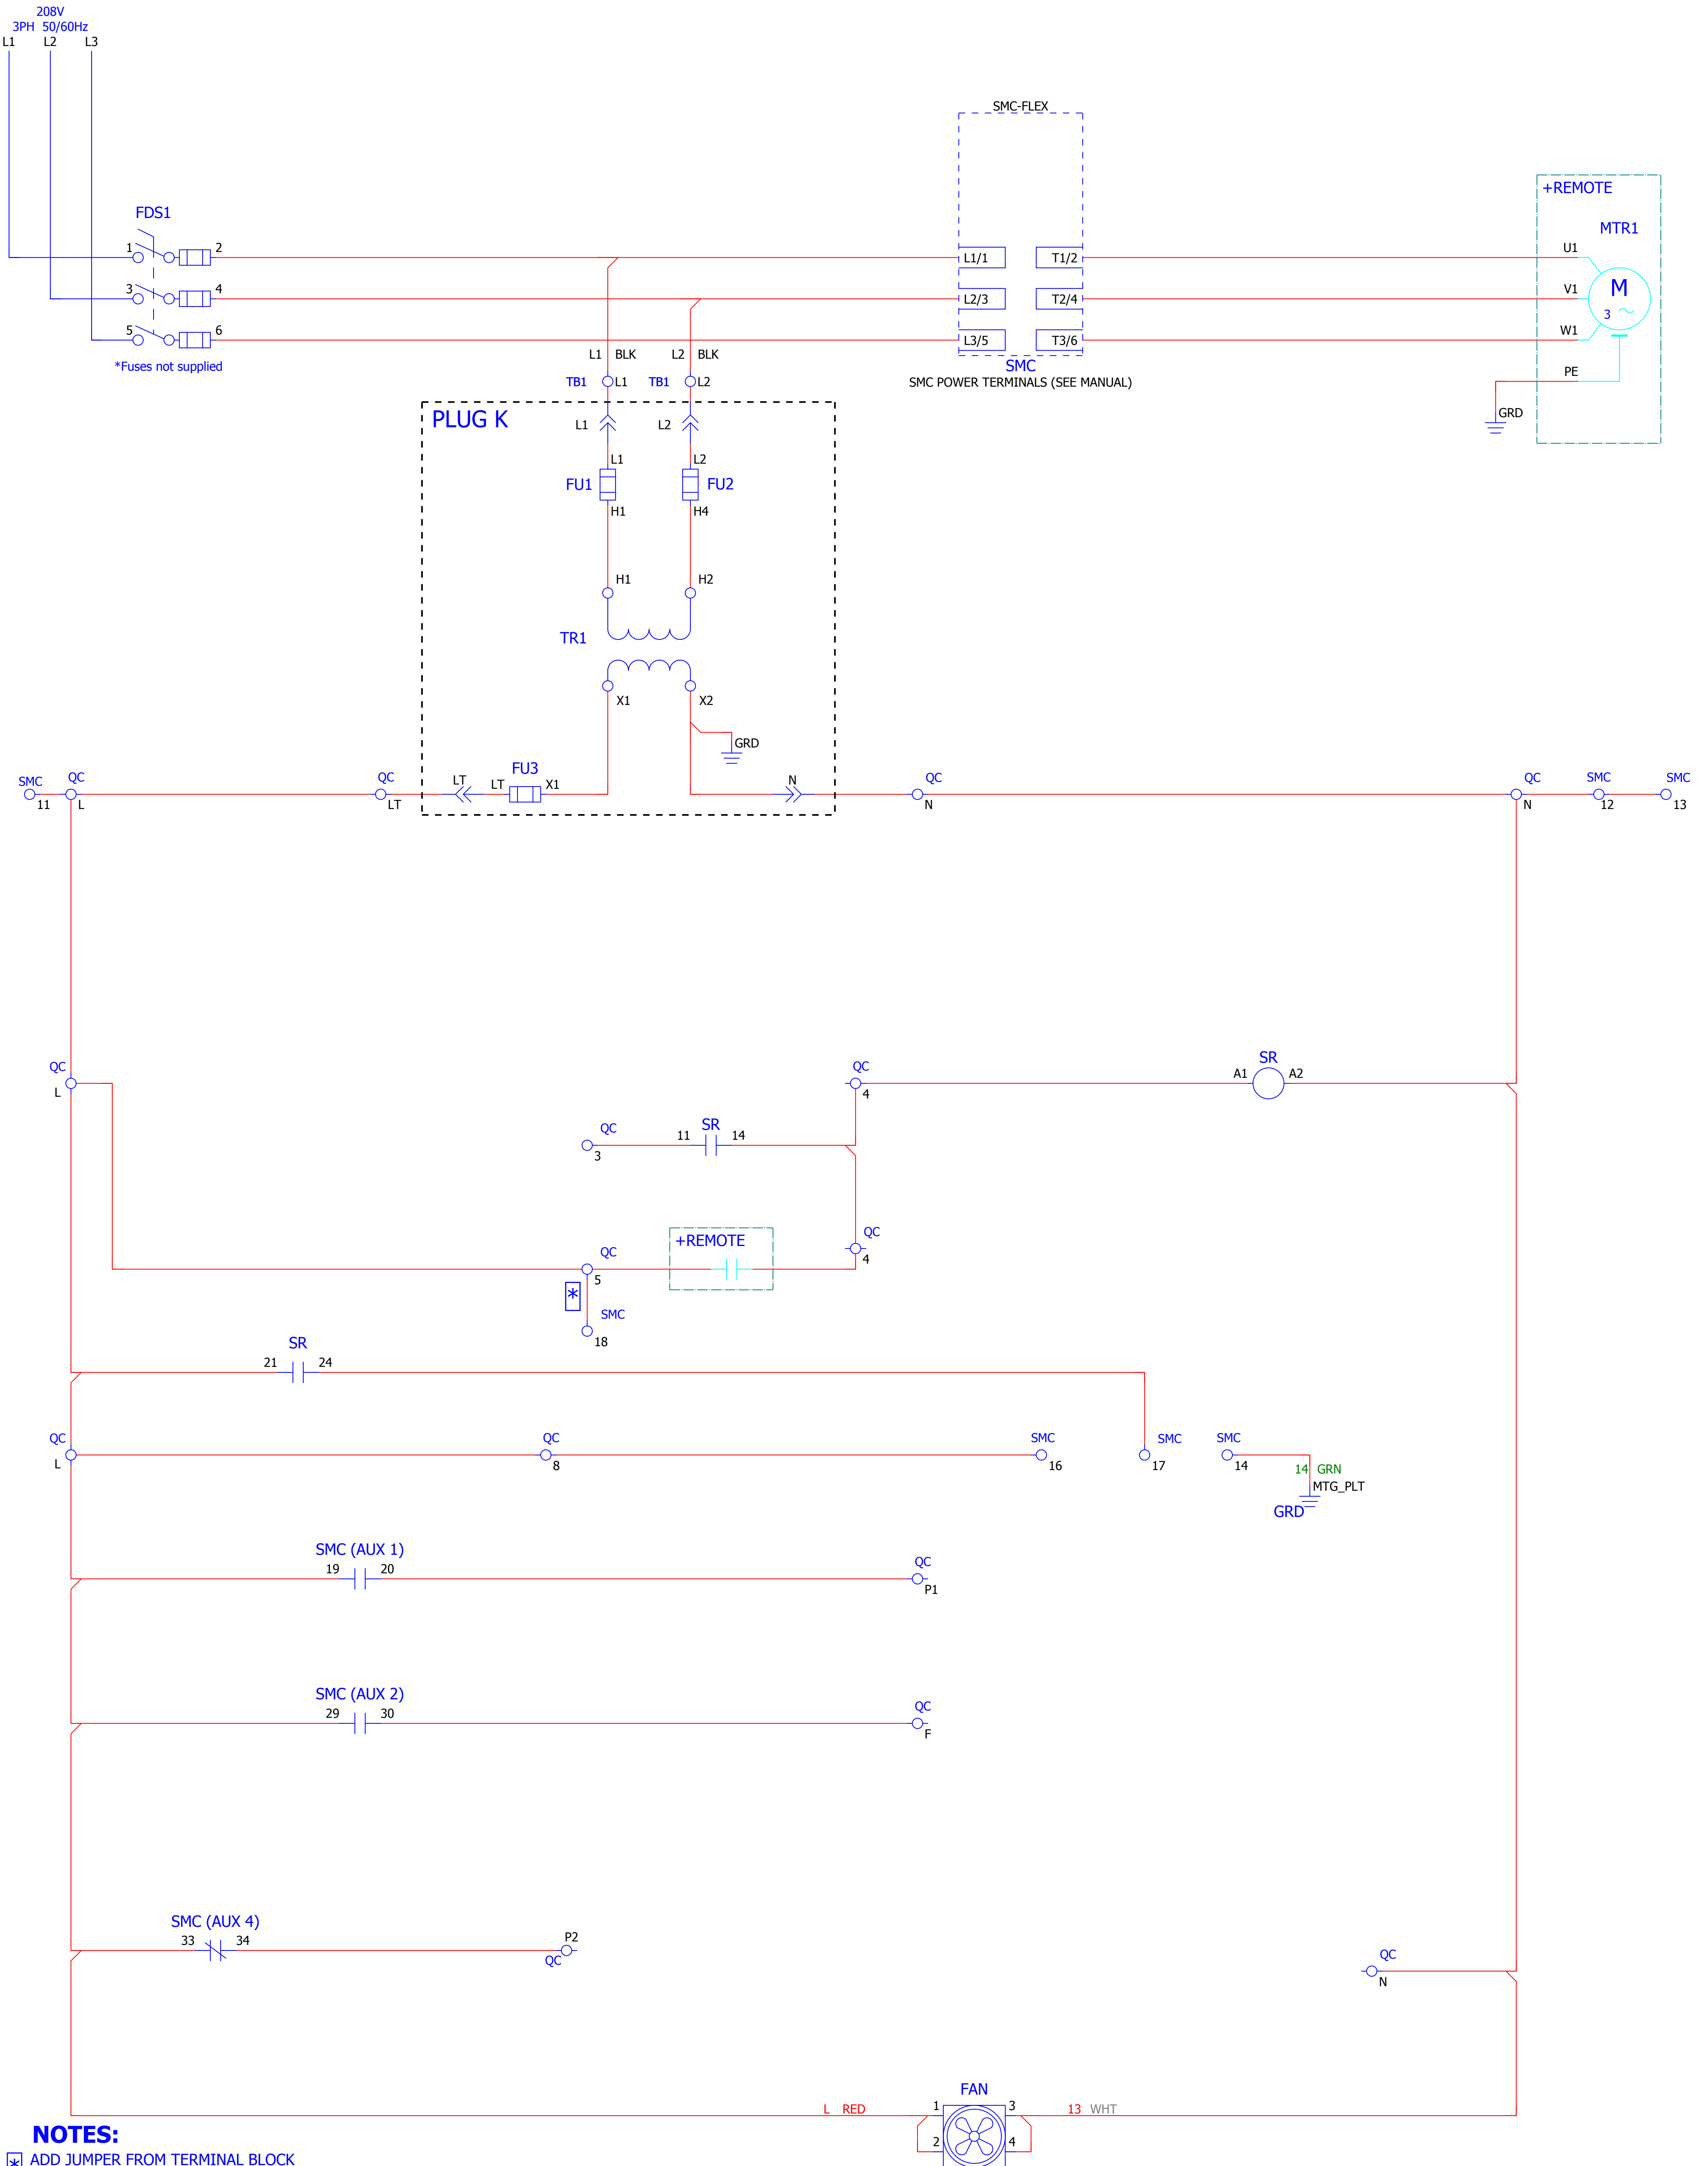 208V
3PH 50/60Hz
L1 L2 L3
SMC-FLEX
+REMOTE
FDS1
MTR1
1 2
L1/1 T1/2
U1
3 4
L2/3 T2/4
V1
M
3
5 6
L3/5 T3/6
W1
*Fuses not supplied
L1 BLK L2 BLK
SMC
SMC POWER TERMINALS (SEE MANUAL)
PE
TB1 L1 TB1 L2
GRD
PLUG K
L1 L2
L1 L2
FU1 FU2
H1 H4
H1 H2
TR1
X1 X2
GRD
FU3
SMC QC QC LT LT X1 N QC QC SMC SMC
11 L LT N N 12 13
QC QC SR
L 4 A1 A2
QC SR
3 11 14
+REMOTE QC
QC 4
5
*
SMC
18
SR
21 24
QC QC SMC SMC SMC
L 8 16 17 14
14 GRN
MTG_PLT
GRD
SMC (AUX 1)
19 20
QC
P1
SMC (AUX 2)
29 30
QC
F
SMC (AUX 4)
33 34
P2
QC
QC
N
FAN
L RED 1 3 13 WHT
2 4
NOTES:
* ADD JUMPER FROM TERMINAL BLOCK